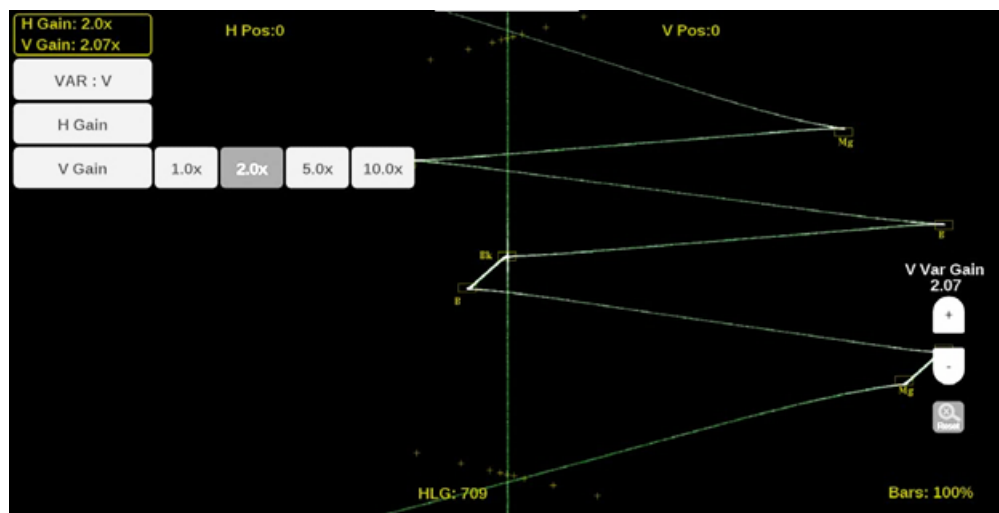 H Gain: 2.0x
V Gain: 2.07x
H Pos:0
V Pos:0
VAR : V
H Gain
V Gain
1.0x
2.0x
5.0x
10.0x
Mg
Bk
B
V Var Gain
2.07
+
-
Mg
Reset
HLG: 709
Bars: 100%